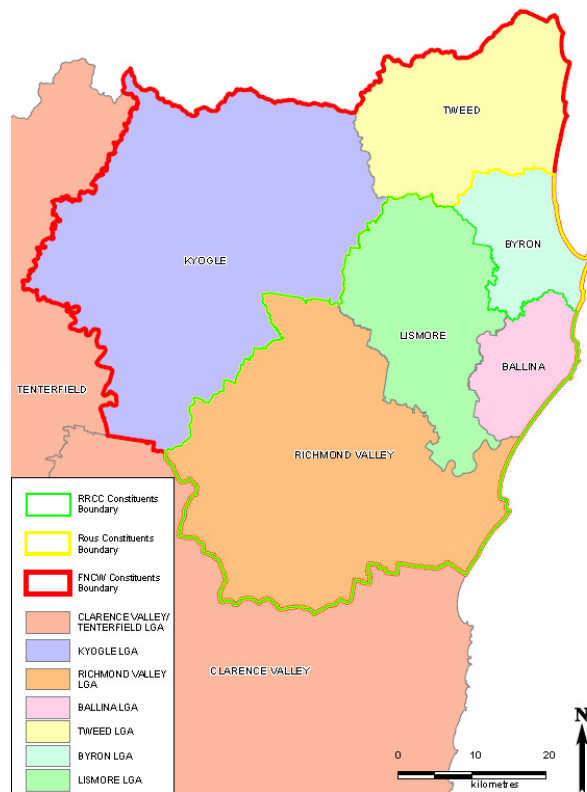 TWEED
BYRON
KYOGLE
LISMORE
BALLINA
TENTERFIELD
RICHMOND VALLEY
CLARENCE VALLEY
RRCC Constituents
Boundary
Rous Constituents
Boundary
FNCW Constituents
Boundary
CLARENCE VALLEY/
TENTERFIELD LGA
KYOGLE LGA
RICHMOND VALLEY
LGA
BALLINA LGA
TWEED LGA
BYRON LGA
LISMORE LGA
N
0 10 20
kilometres